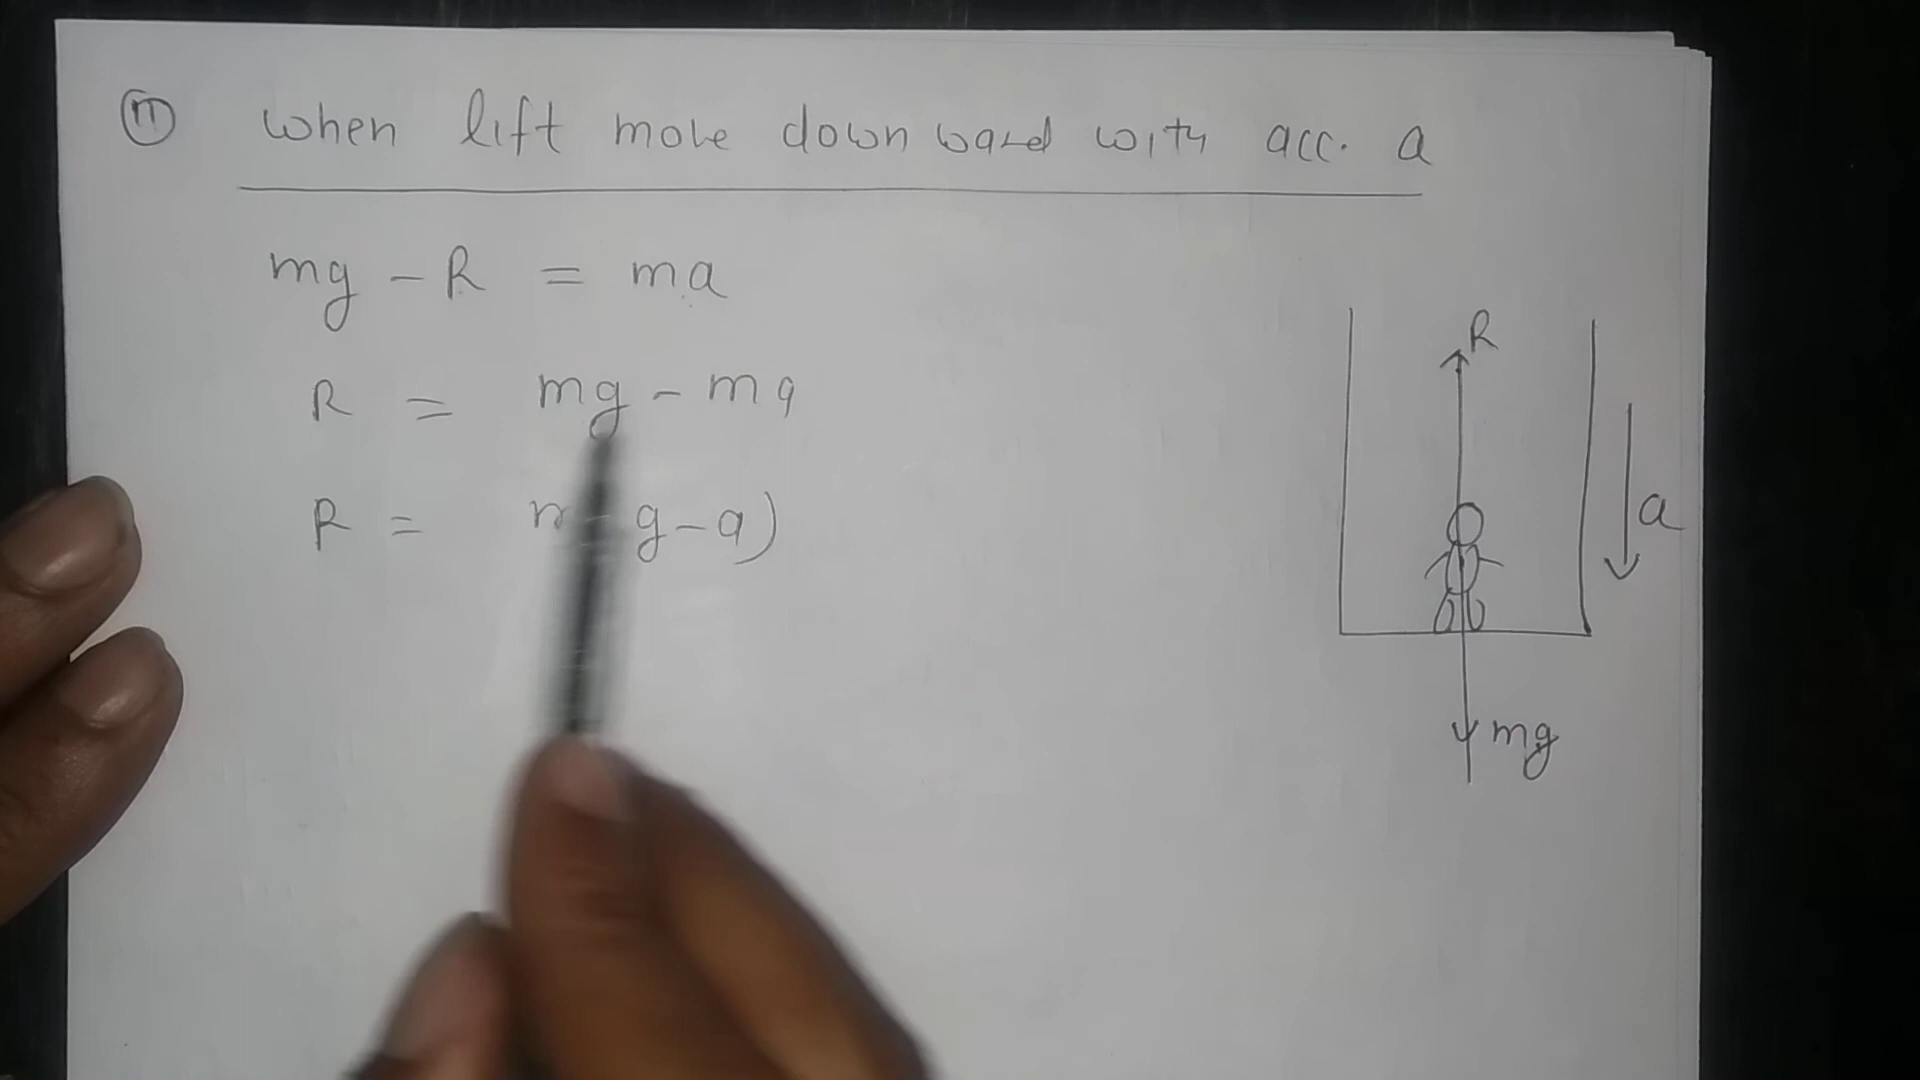 (II) when lift move downward with acc. a
mg - R = ma
R = mg - ma
R = g - a)
R
a
mg